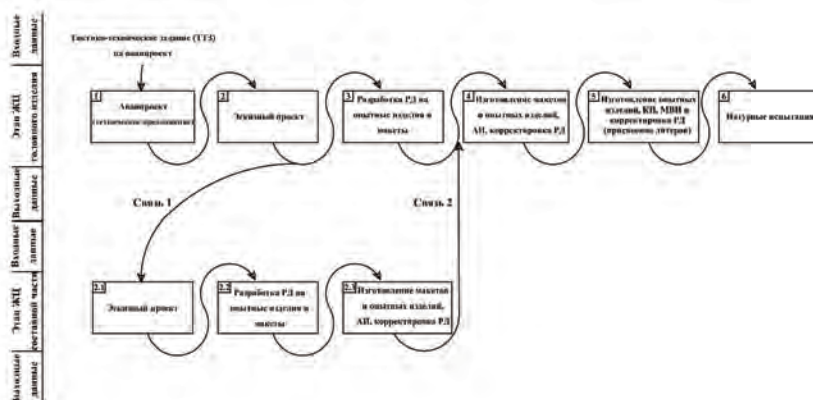 Входные
данные
Тактико-техническое задание (ТТЗ)
на аванпроект
Этап ЖЦ
головного изделия
1
Аванпроект
(техническое предложение)
2
Эскизный проект
3
Разработка РД на
опытные изделия и
макеты
4
Изготовление макетов
и опытных изделий,
АИ, корректировка РД
5
Изготовление опытных
изделий, КИ, МВИ и
корректировка РД
(присвоение литеров)
6
Натурные испытания
Выходные
данные
Связь 1
Связь 2
Входные
данные
Этап ЖЦ
составной части
2.1
Эскизный проект
2.2
Разработка РД на
опытные изделия и
макеты
2.3
Изготовление макетов
и опытных изделий,
АИ, корректировка РД
Выходные
данные